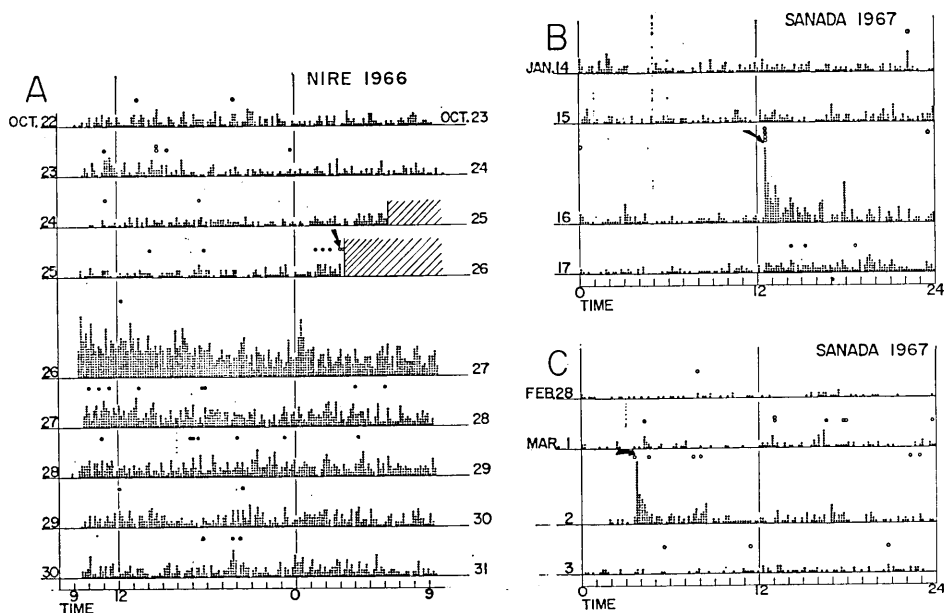 A
NIRE 1966
OCT. 22 OCT. 23
23 24
24 25
25 26
26 27
27 28
28 29
29 30
30 31
9 12 0 9
TIME
B
SANADA 1967
JAN. 14
15
16
17
0 12 24
TIME
C
SANADA 1967
FEB. 28
MAR. 1
2
3
0 12 24
TIME